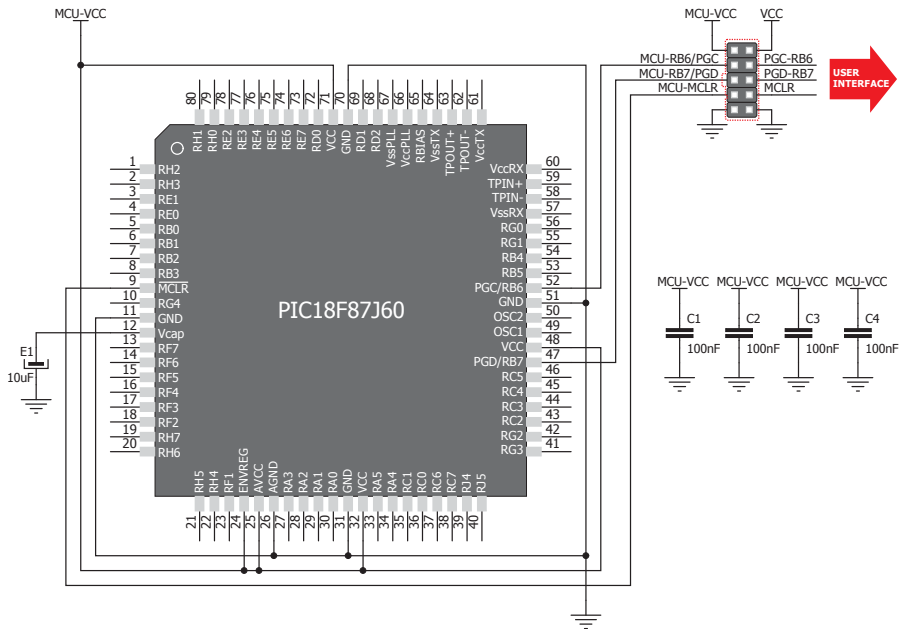 MCU-VCC
MCU-VCC VCC
MCU-RB6/PGC PGC-RB6
MCU-RB7/PGD PGD-RB7
MCU-MCLR MCLR
USER
INTERFACE
80 79 78 77 76 75 74 73 72 71 70 69 68 67 66 65 64 63 62 61
RH1 RH0 RE2 RE3 RE4 RE5 RE6 RE7 RD0 VCC GND RD1 RD2 VssPLL VccPLL RBIAS VssTX TPOUT+ TPOUT- VccTX
1 RH2
2 RH3
3 RE1
4 RE0
5 RB0
6 RB1
7 RB2
8 RB3
9 MCLR
10 RG4
11 GND
12 Vcap
13 RF7
14 RF6
15 RF5
16 RF4
17 RF3
18 RF2
19 RH7
20 RH6
PIC18F87J60
VccRX 60
TPIN+ 59
TPIN- 58
VssRX 57
RG0 56
RG1 55
RB4 54
RB5 53
PGC/RB6 52
GND 51
OSC2 50
OSC1 49
VCC 48
PGD/RB7 47
RC5 46
RC4 45
RC3 44
RC2 43
RG2 42
RG3 41
RH5 RH4 RF1 ENVREG AVCC AGND RA3 RA2 RA1 RA0 GND VCC RA5 RA4 RC1 RC0 RC6 RC7 RJ4 RJ5
21 22 23 24 25 26 27 28 29 30 31 32 33 34 35 36 37 38 39 40
E1
10uF
MCU-VCC MCU-VCC MCU-VCC MCU-VCC
C1 C2 C3 C4
100nF 100nF 100nF 100nF